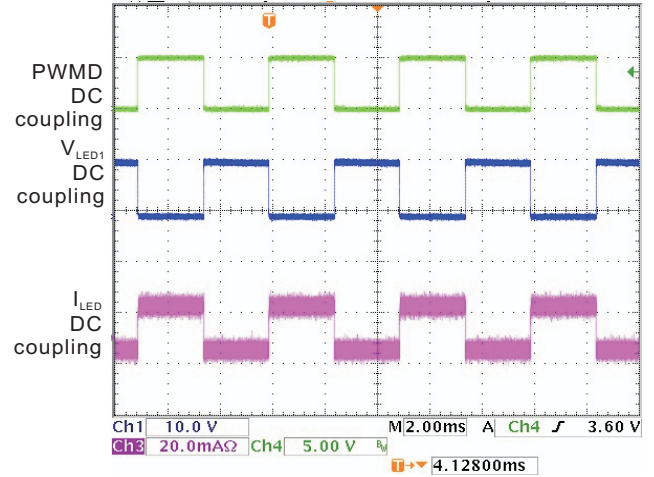 T
PWMD
DC
coupling
VLED1
DC
coupling
ILED
DC
coupling
Ch1 10.0 V M 2.00ms A Ch4 3.60 V
Ch3 20.0mAΩ Ch4 5.00 V BW
T 4.12800ms